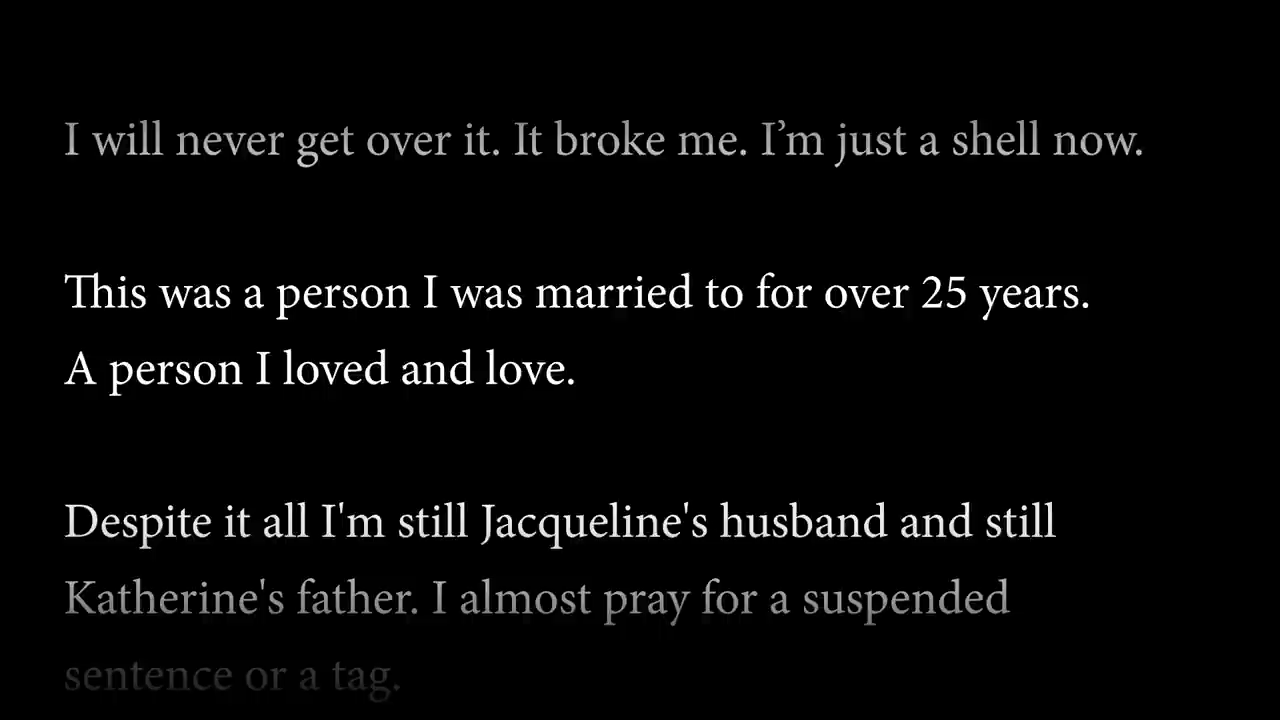 I will never get over it. It broke me. I’m just a shell now.
This was a person I was married to for over 25 years.
A person I loved and love.
Despite it all I'm still Jacqueline's husband and still
Katherine's father. I almost pray for a suspended
sentence or a tag.